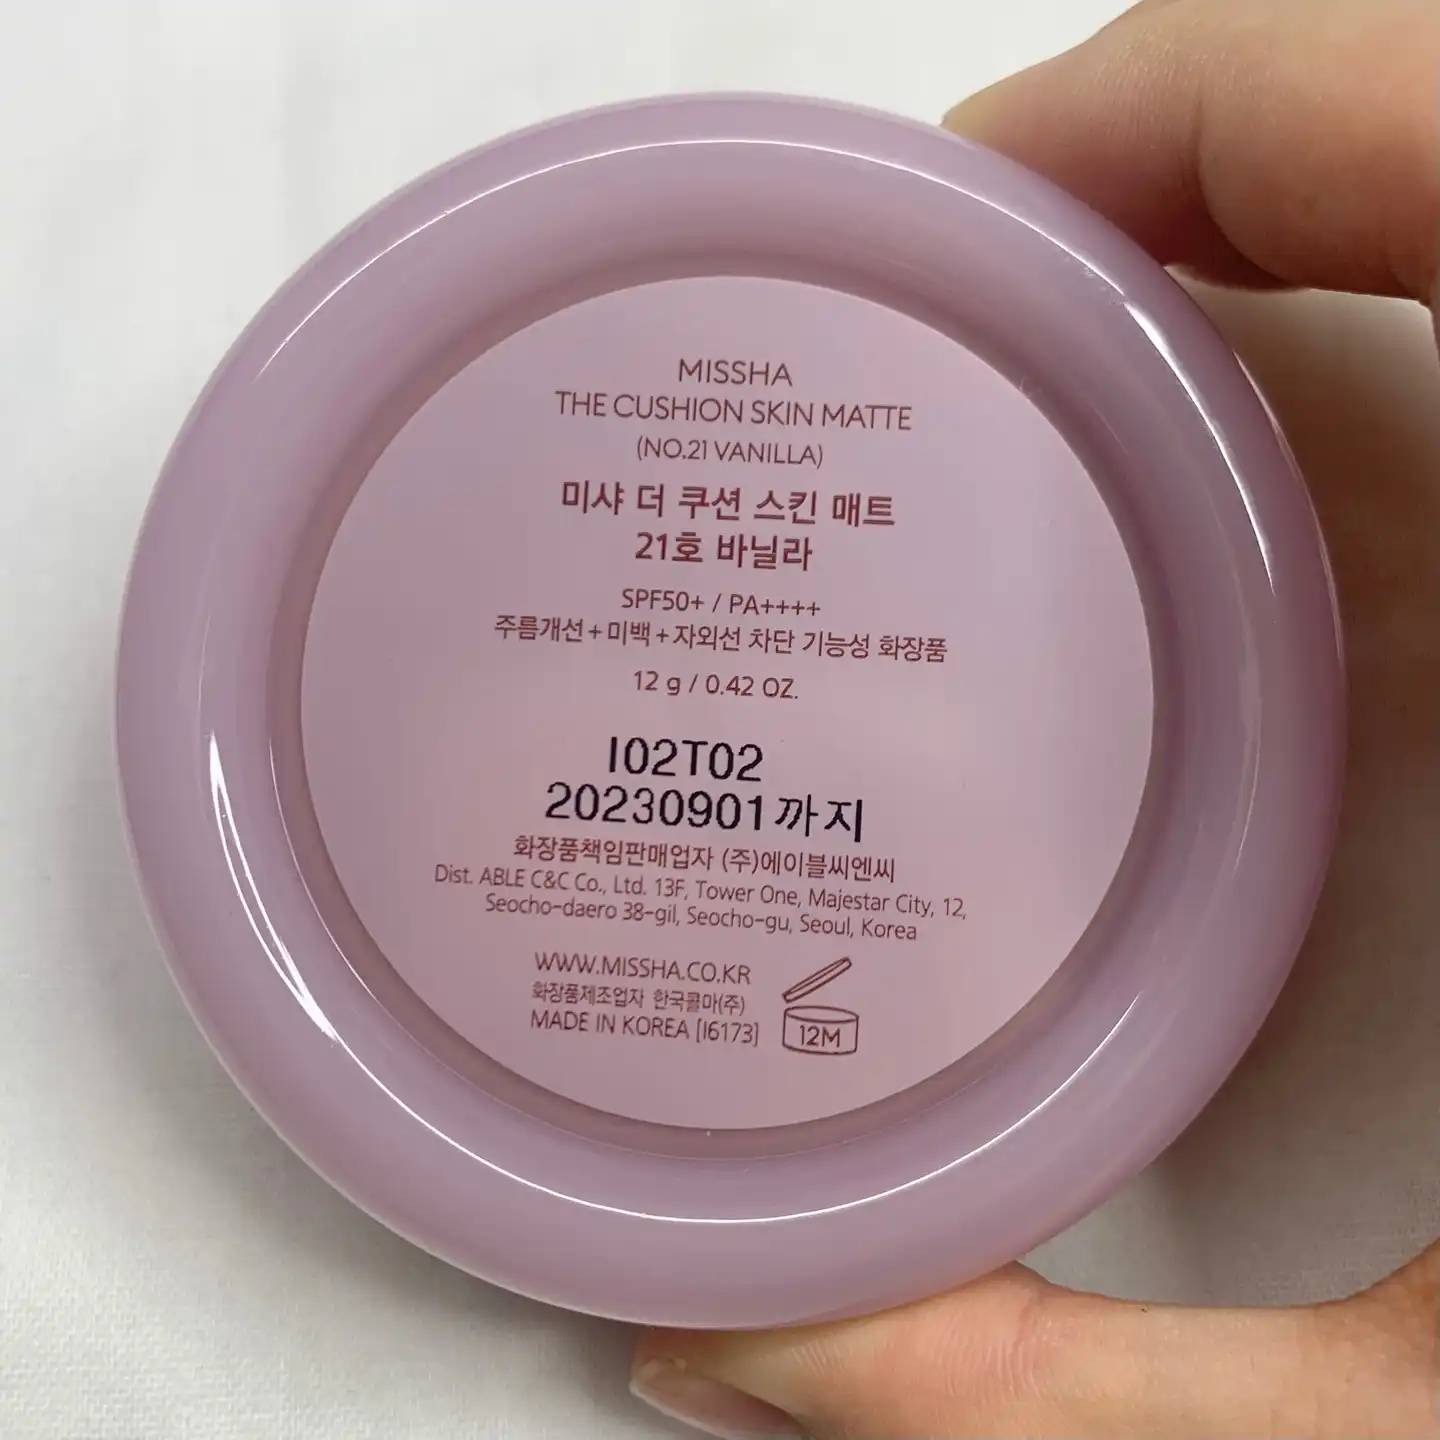 MISSHA
THE CUSHION SKIN MATTE
(NO.21 VANILLA)
미샤 더 쿠션 스킨 매트
21호 바닐라
SPF50+ / PA++++
주름개선+미백+자외선 차단 기능성 화장품
12 g / 0.42 OZ.
I02T02
20230901까지
화장품책임판매업자 (주)에이블씨엔씨
Dist. ABLE C&C Co., Ltd. 13F, Tower One, Majestar City, 12,
Seocho-daero 38-gil, Seocho-gu, Seoul, Korea
WWW.MISSHA.CO.KR
화장품제조업자 한국콜마(주)
MADE IN KOREA [I6173]
12M